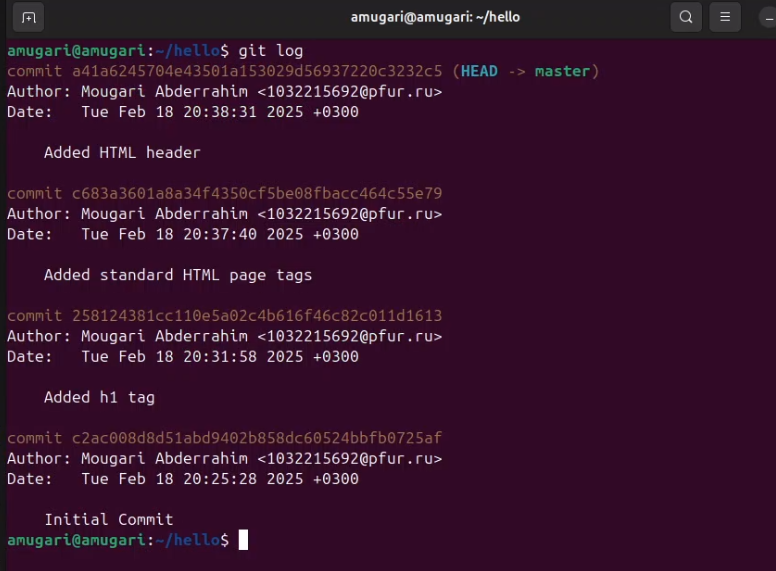 amugari@amugari: ~/hello
amugari@amugari:~/hello$ git log
commit a41a6245704e43501a153029d56937220c3232c5 (HEAD -> master)
Author: Mougari Abderrahim <1032215692@pfur.ru>
Date:   Tue Feb 18 20:38:31 2025 +0300
    Added HTML header
commit c683a3601a8a34f4350cf5be08fbacc464c55e79
Author: Mougari Abderrahim <1032215692@pfur.ru>
Date:   Tue Feb 18 20:37:40 2025 +0300
    Added standard HTML page tags
commit 258124381cc110e5a02c4b616f46c82c011d1613
Author: Mougari Abderrahim <1032215692@pfur.ru>
Date:   Tue Feb 18 20:31:58 2025 +0300
    Added h1 tag
commit c2ac008d8d51abd9402b858dc60524bbfb0725af
Author: Mougari Abderrahim <1032215692@pfur.ru>
Date:   Tue Feb 18 20:25:28 2025 +0300
    Initial Commit
amugari@amugari:~/hello$